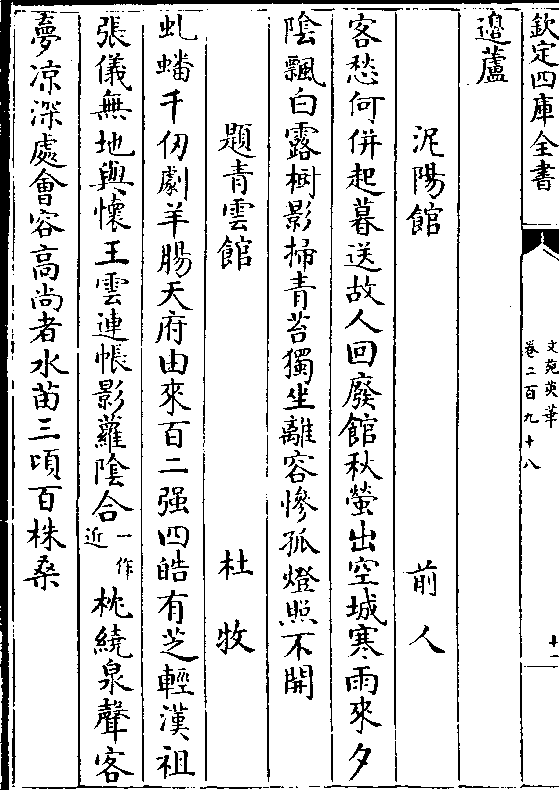 欽定四庫全書
文苑英華
卷二百九十八
十一
邉蘆
泥陽館 前人
客愁何併起暮送故人回廢館秋螢出空城寒雨來夕
陰飄白露樹影掃青苔獨坐離容慘孤燈照不開
題青雲館 杜牧
虬蟠千仞劇羊腸天府由來百二强四皓有芝輕漢祖
張儀無地與懷王雲連帳影蘿陰合一作近枕繞泉聲客
夢凉深處會容高尚者水苗三頃百株桑